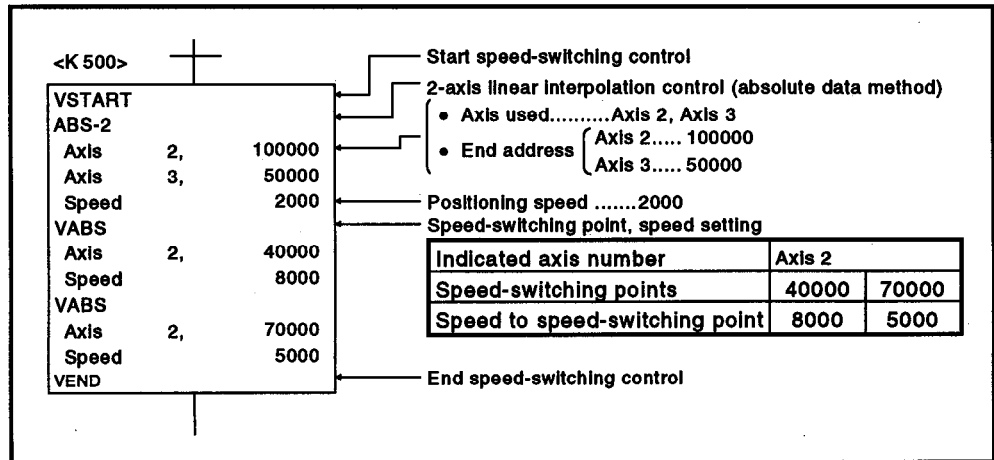 <K 500>
VSTART
ABS-2
Axis 2, 100000
Axis 3, 50000
Speed 2000
VABS
Axis 2, 40000
Speed 8000
VABS
Axis 2, 70000
Speed 5000
VEND
Start speed-switching control
2-axis linear interpolation control (absolute data method)
• Axis used..........Axis 2, Axis 3
• End address
Axis 2..... 100000
Axis 3..... 50000
Positioning speed .......2000
Speed-switching point, speed setting
Indicated axis number Axis 2
Speed-switching points 40000 70000
Speed to speed-switching point 8000 5000
End speed-switching control